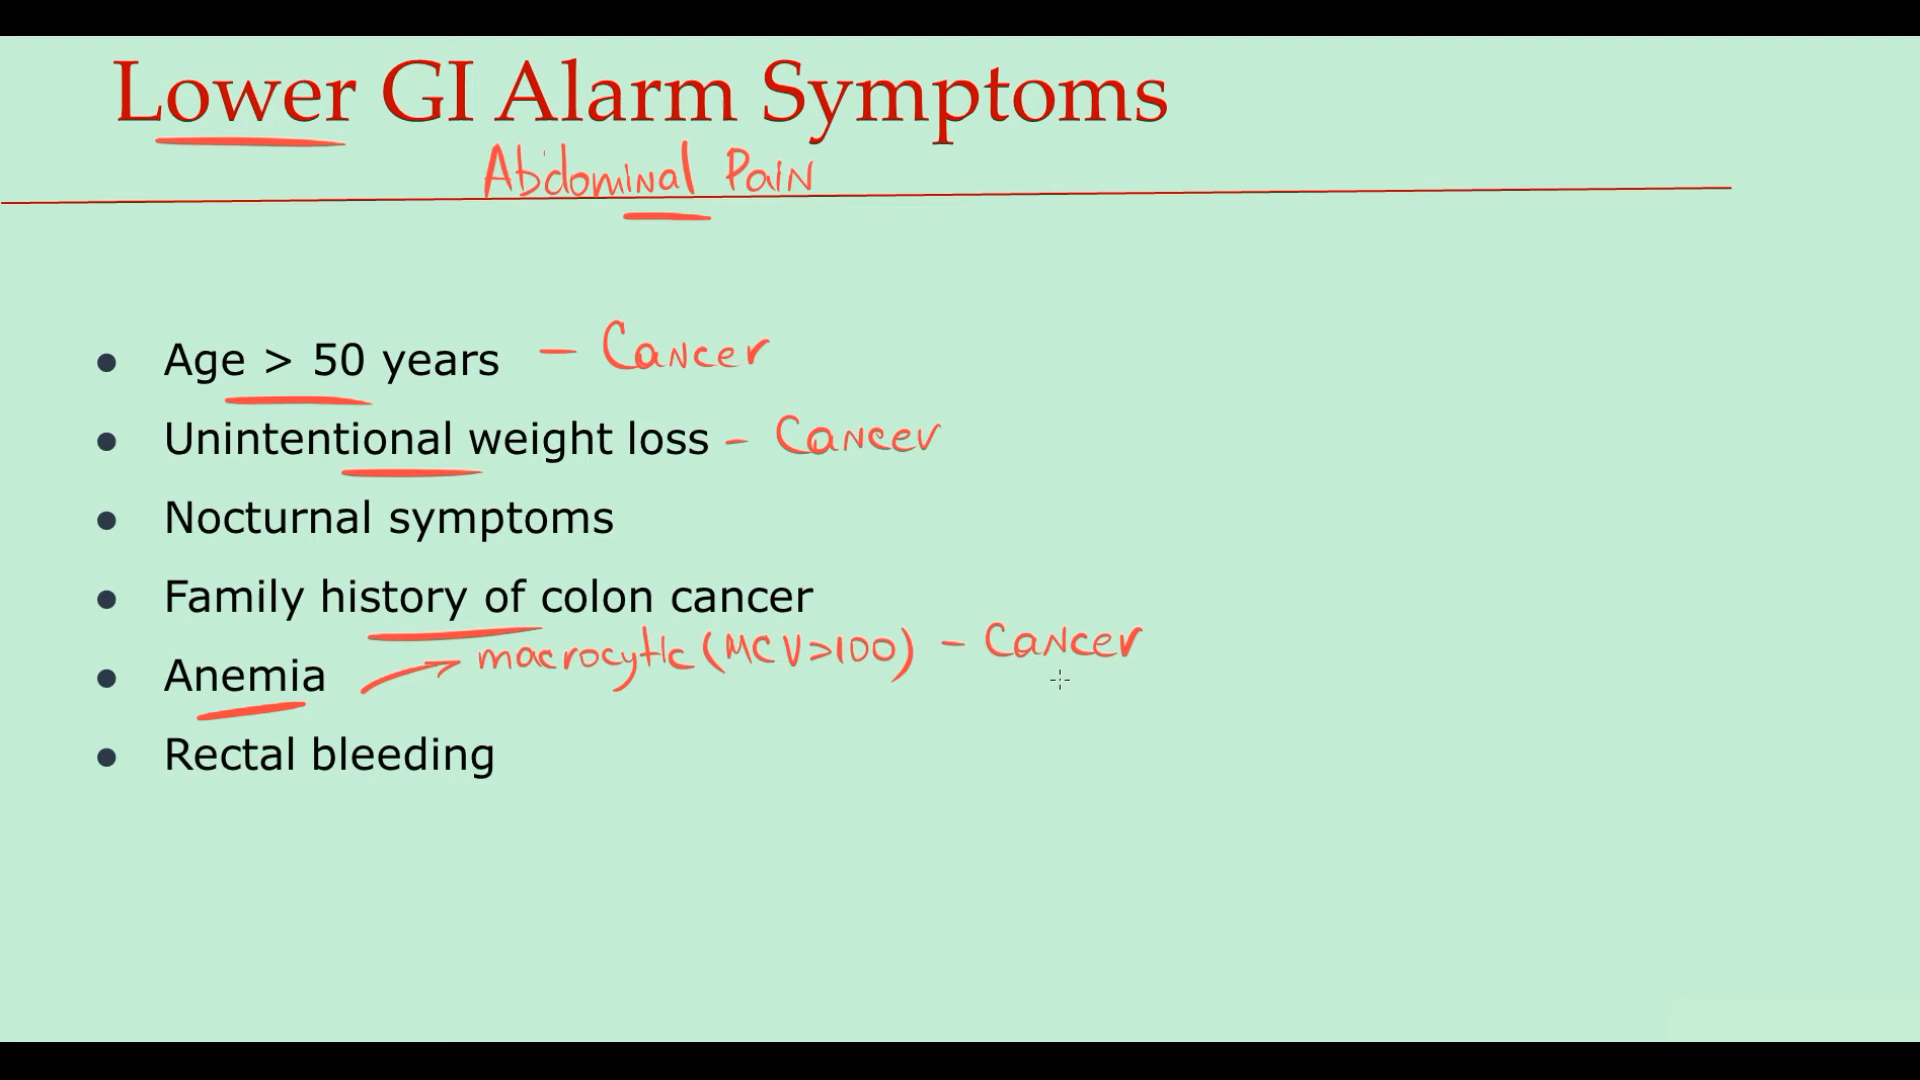 Lower GI Alarm Symptoms
Abdominal Pain
Age > 50 years - Cancer
Unintentional weight loss - Cancer
Nocturnal symptoms
Family history of colon cancer
macrocytic (MCV>100) - Cancer
Anemia
Rectal bleeding